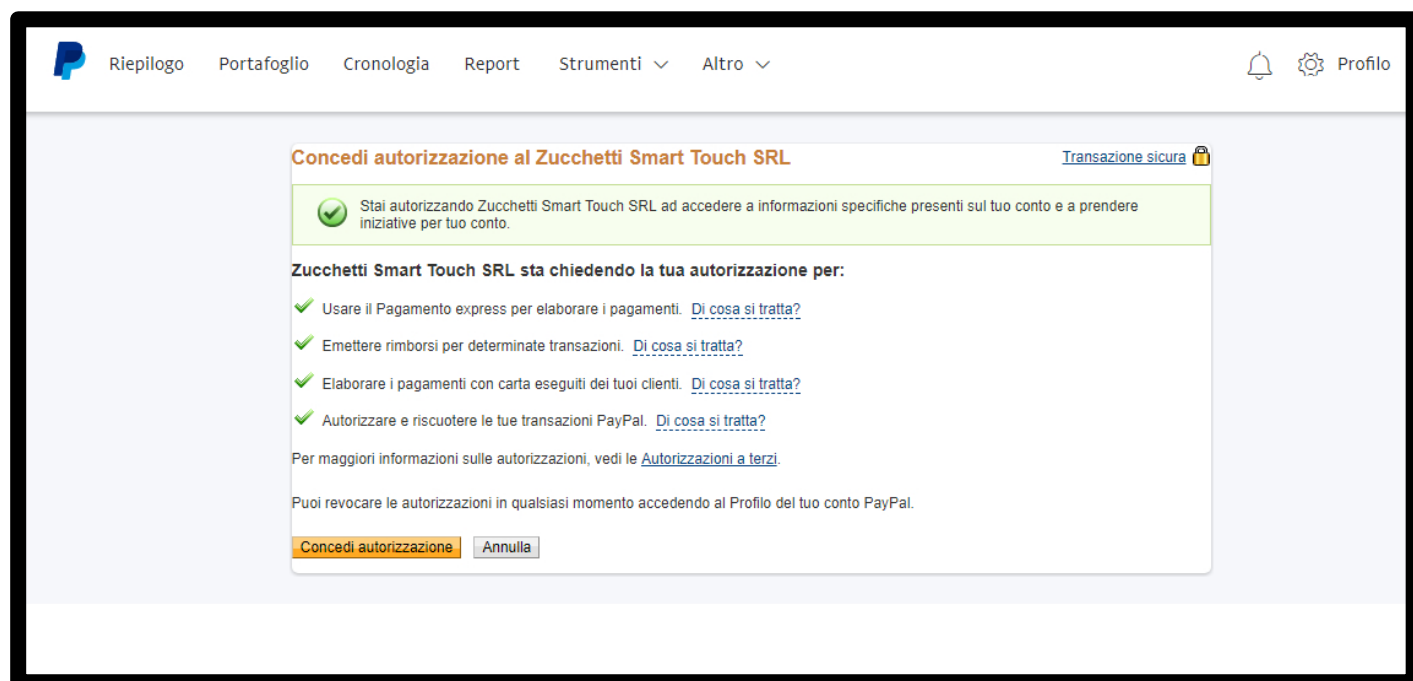 Riepilogo Portafoglio Cronologia Report Strumenti Altro Profilo
Concedi autorizzazione al Zucchetti Smart Touch SRL Transazione sicura
Stai autorizzando Zucchetti Smart Touch SRL ad accedere a informazioni specifiche presenti sul tuo conto e a prendere
iniziative per tuo conto.
Zucchetti Smart Touch SRL sta chiedendo la tua autorizzazione per:
Usare il Pagamento express per elaborare i pagamenti. Di cosa si tratta?
Emettere rimborsi per determinate transazioni. Di cosa si tratta?
Elaborare i pagamenti con carta eseguiti dei tuoi clienti. Di cosa si tratta?
Autorizzare e riscuotere le tue transazioni PayPal. Di cosa si tratta?
Per maggiori informazioni sulle autorizzazioni, vedi le Autorizzazioni a terzi.
Puoi revocare le autorizzazioni in qualsiasi momento accedendo al Profilo del tuo conto PayPal.
Concedi autorizzazione Annulla